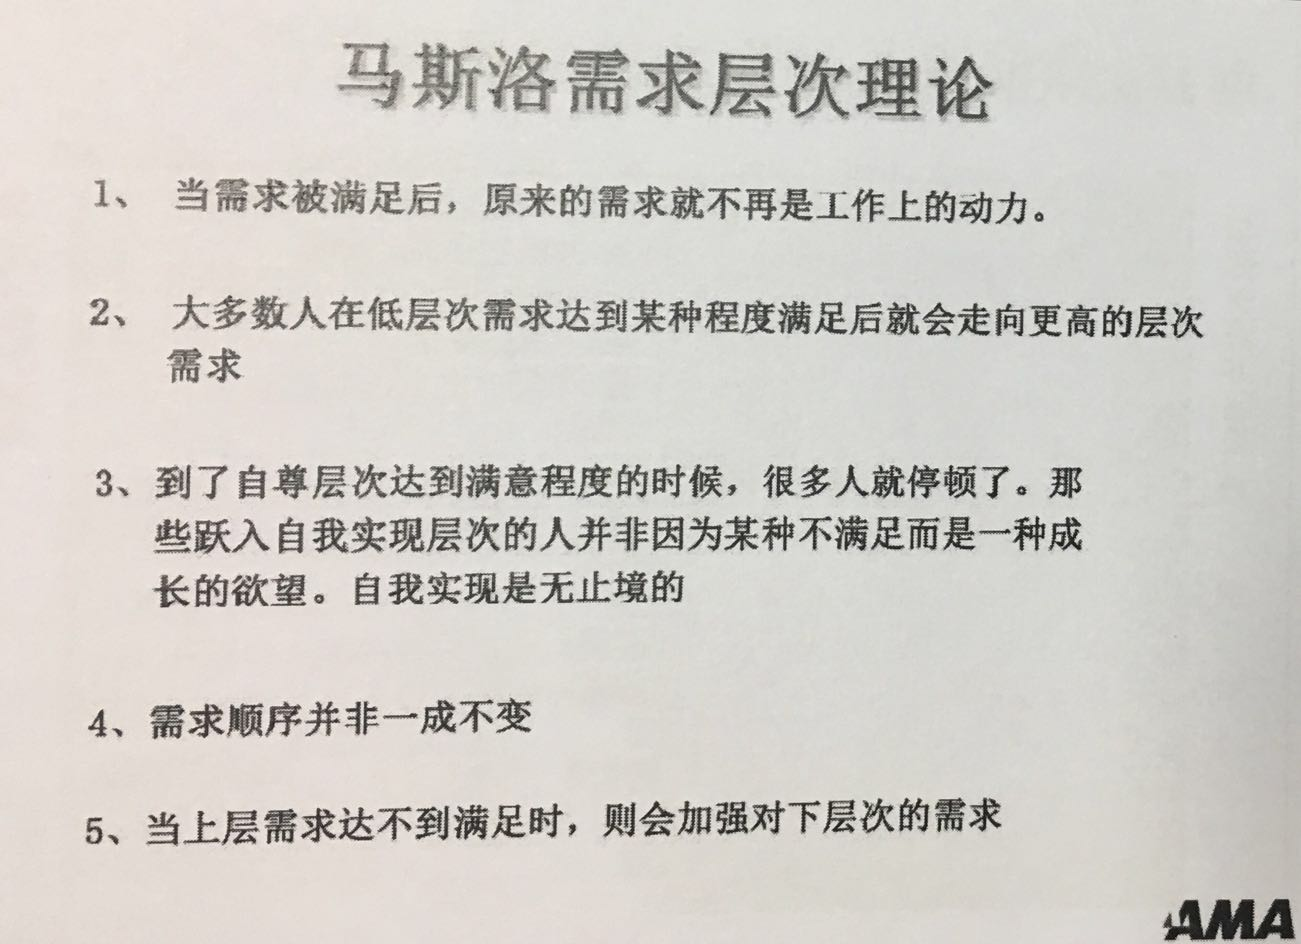 马斯洛需求层次理论
1、 当需求被满足后，原来的需求就不再是工作上的动力。
2、 大多数人在低层次需求达到某种程度满足后就会走向更高的层次
需求
3、到了自尊层次达到满意程度的时候，很多人就停顿了。那
些跃入自我实现层次的人并非因为某种不满足而是一种成
长的欲望。自我实现是无止境的
4、需求顺序并非一成不变
5、当上层需求达不到满足时，则会加强对下层次的需求
AMA